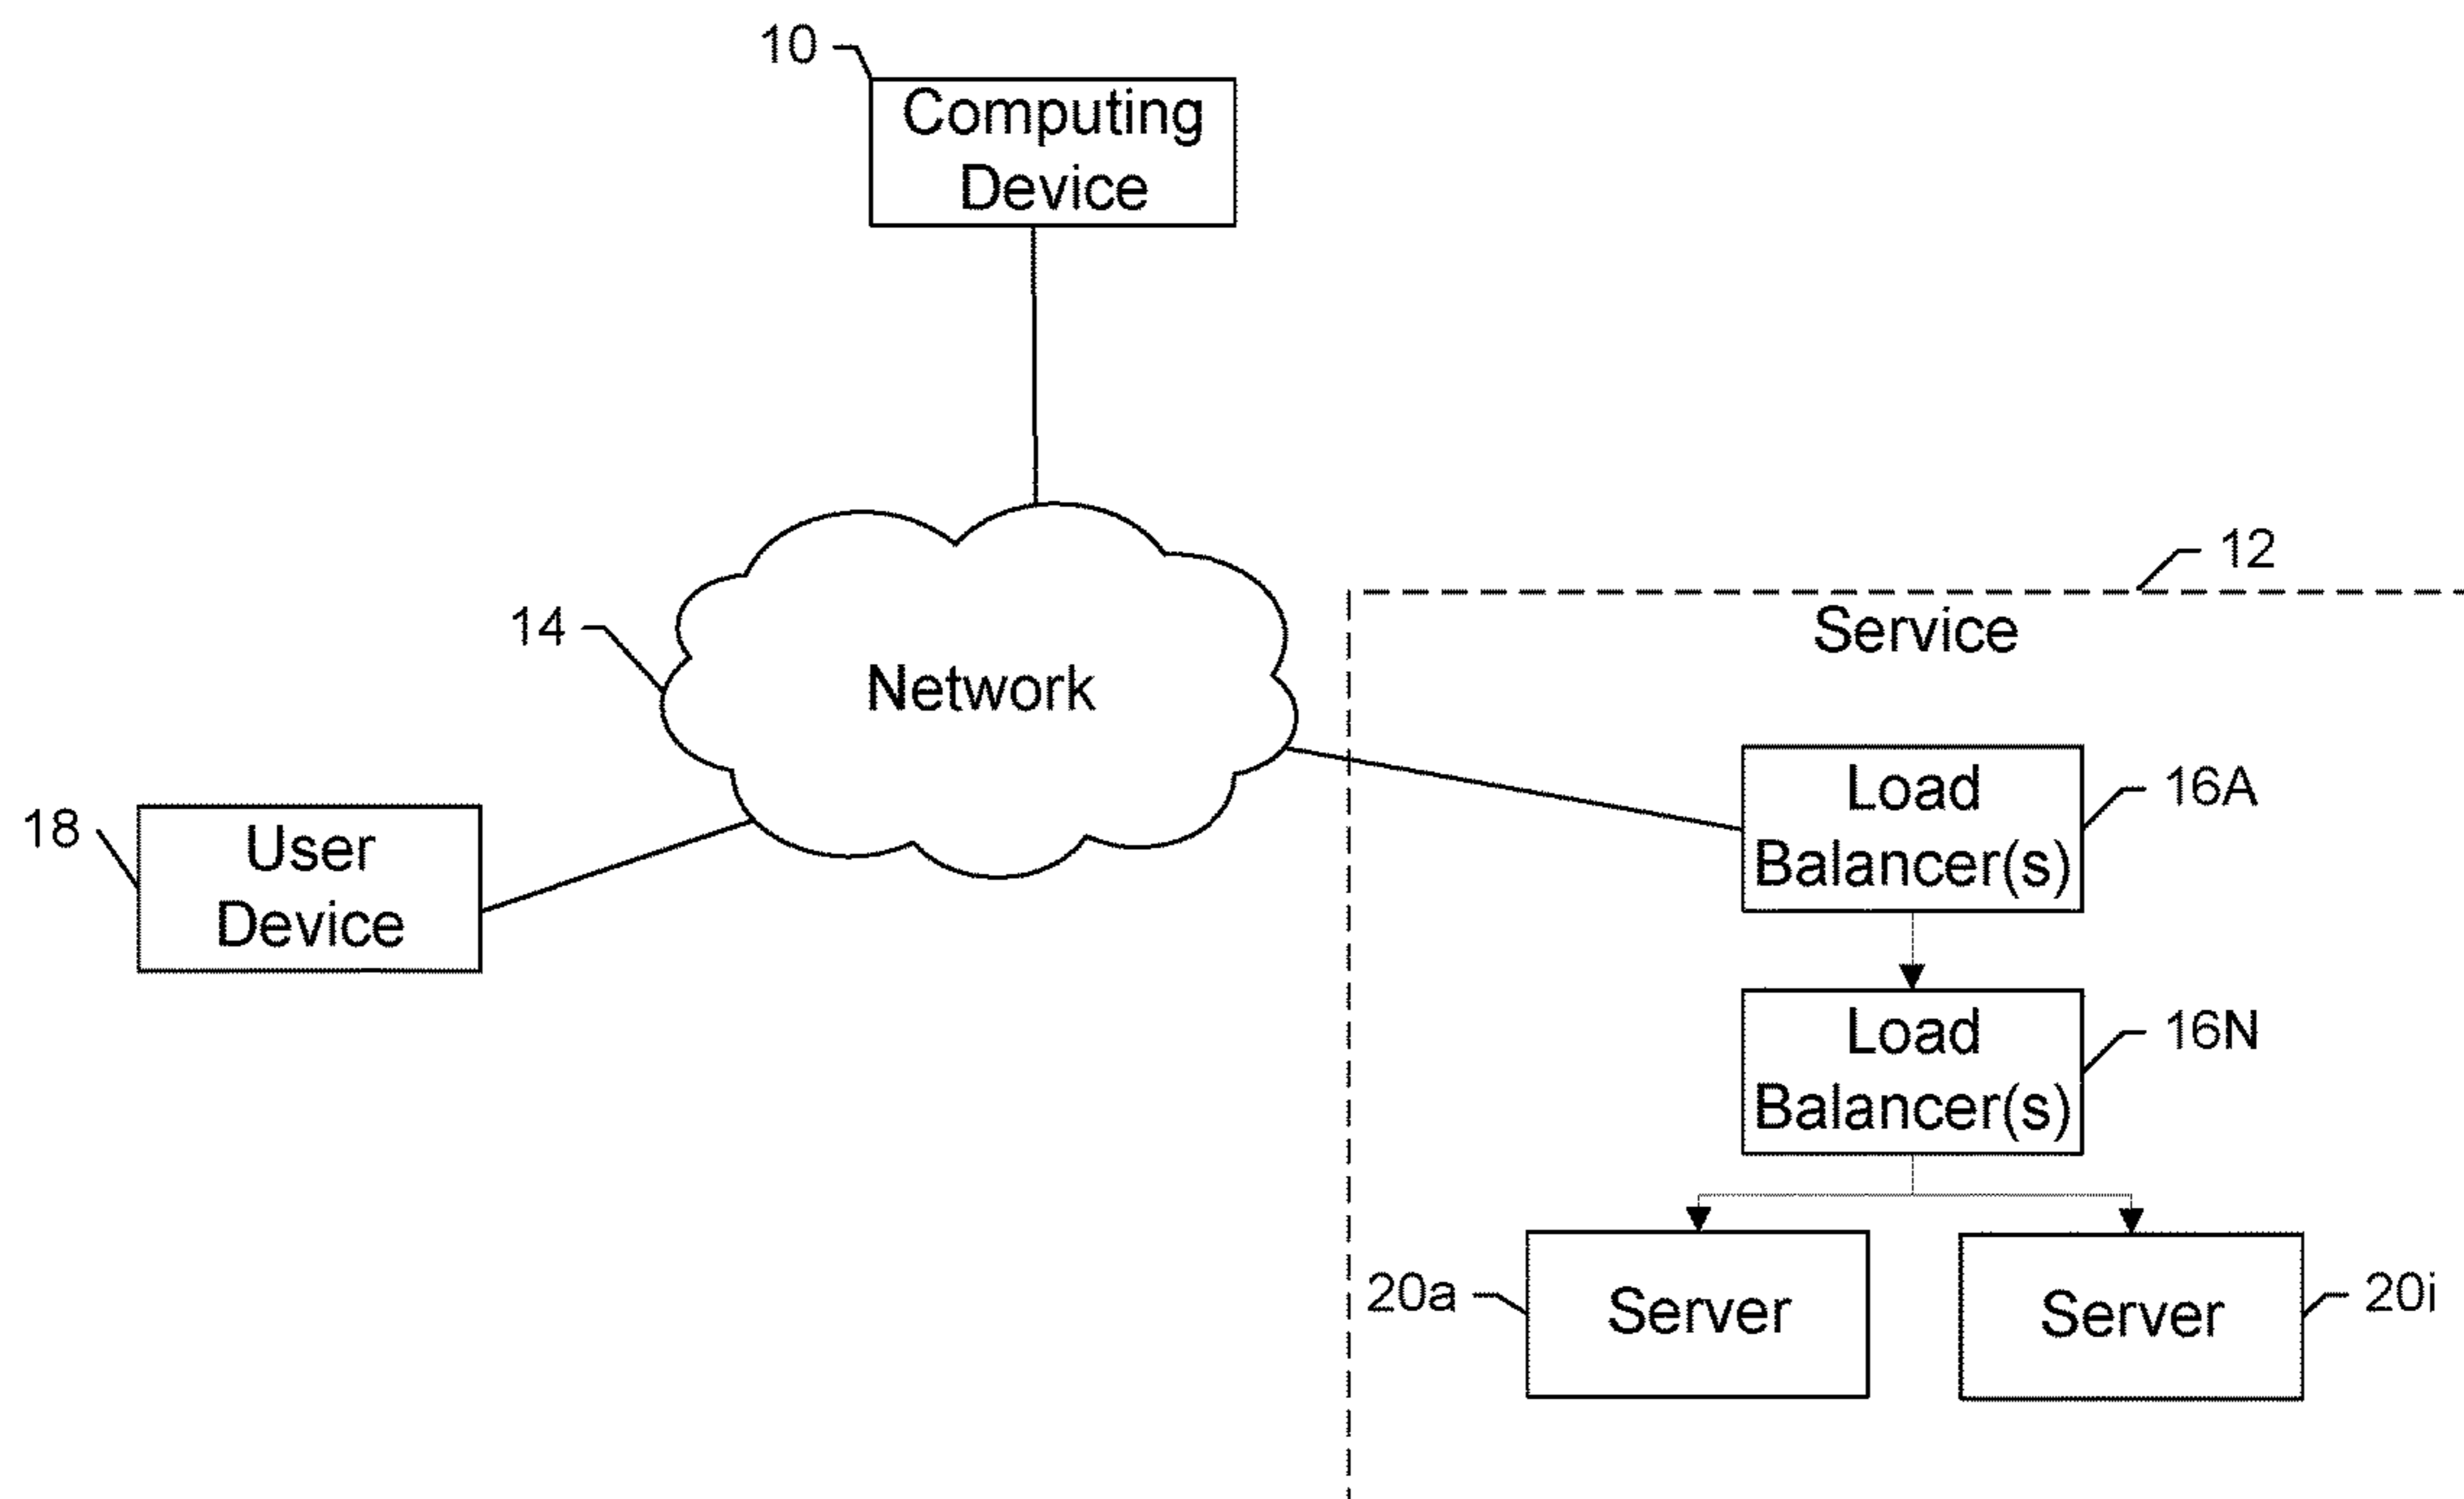 10
Computing
Device
12
Service
14
Network
Load
Balancer(s)
16A
18
User
Device
Load
Balancer(s)
16N
20a
Server
Server
20i